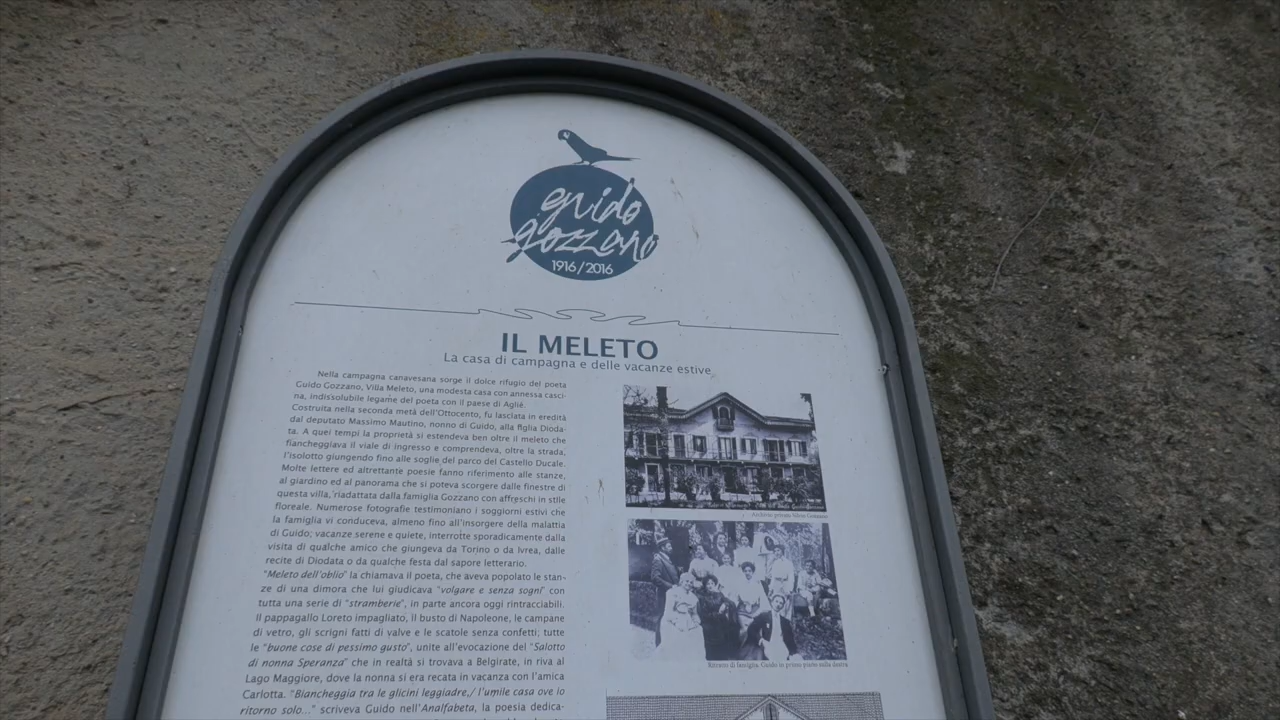 guido
gozzano
1916/2016
IL MELETO
La casa di campagna e delle vacanze estive
Nella campagna canavesana sorge il dolce rifugio del poeta
Guido Gozzano, Villa Meleto, una modesta casa con annessa casci-
na, indissolubile legame del poeta con il paese di Agliè.
Costruita nella seconda metà dell'Ottocento, fu lasciata in eredità
dal deputato Massimo Mautino, nonno di Guido, alla figlia Dioda-
ta. A quei tempi la proprietà si estendeva ben oltre il meleto che
fiancheggiava il viale di ingresso e comprendeva, oltre la strada,
l'isolotto giungendo fino alle soglie del parco del Castello Ducale.
Molte lettere ed altrettante poesie fanno riferimento alle stanze,
al giardino ed al panorama che si poteva scorgere dalle finestre di
questa villa, riadattata dalla famiglia Gozzano con affreschi in stile
floreale. Numerose fotografie testimoniano i soggiorni estivi che
la famiglia vi conduceva, almeno fino all'insorgere della malattia
di Guido; vacanze serene e quiete, interrotte sporadicamente dalla
visita di qualche amico che giungeva da Torino o da Ivrea, dalle
recite di Diodata o da qualche festa dal sapore letterario.
"Meleto dell'oblio" la chiamava il poeta, che aveva popolato le stan-
ze di una dimora che lui giudicava "volgare e senza sogni" con
tutta una serie di "stramberie", in parte ancora oggi rintracciabili.
Il pappagallo Loreto impagliato, il busto di Napoleone, le campane
di vetro, gli scrigni fatti di valve e le scatole senza confetti; tutte
le "buone cose di pessimo gusto", unite all'evocazione del "Salotto
di nonna Speranza" che in realtà si trovava a Belgirate, in riva al
Lago Maggiore, dove la nonna si era recata in vacanza con l'amica
Carlotta. "Biancheggia tra le glicini leggiadre,/ l'umile casa ove io
ritorno solo..." scriveva Guido nell'Analfabeta, la poesia dedica-
Archivio privato Silvia Gozzano
Ritratto di famiglia. Guido in primo piano sulla destra